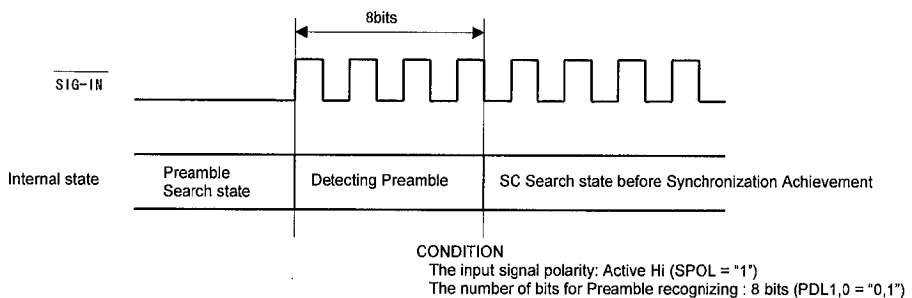 8bits
SIG-IN
Internal state
Preamble
Search state
Detecting Preamble
SC Search state before Synchronization Achievement
CONDITION
The input signal polarity: Active Hi (SPOL = "1")
The number of bits for Preamble recognizing : 8 bits (PDL1,0 = "0,1")